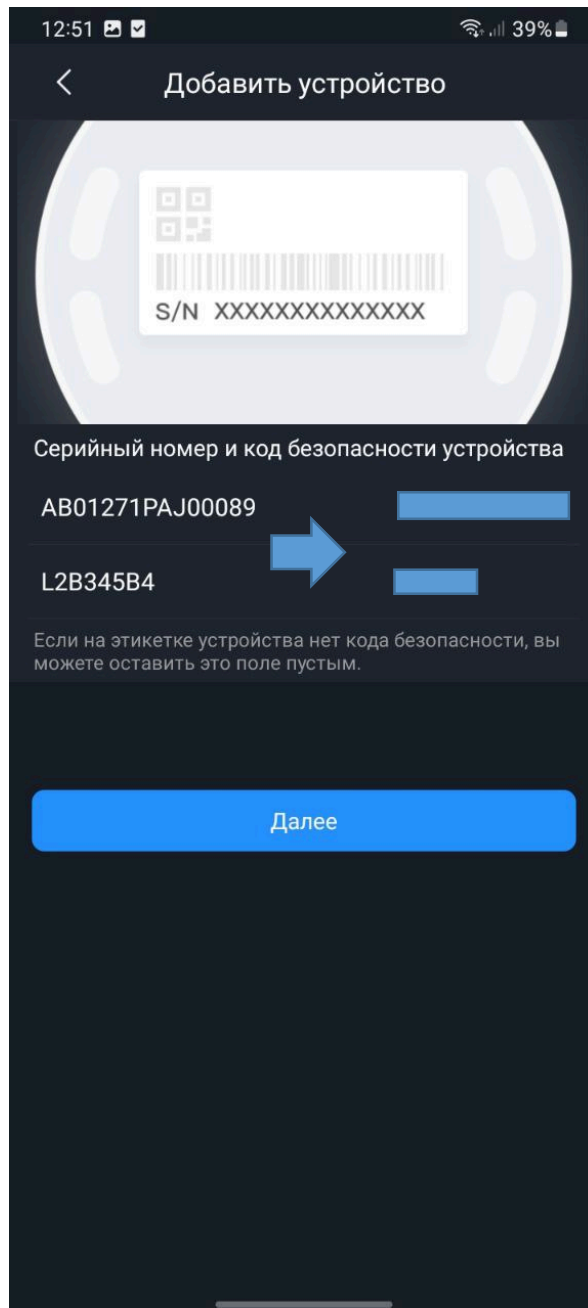 12:51
39%
Добавить устройство
S/N XXXXXXXXXXXXXX
Серийный номер и код безопасности устройства
AB01271PAJ00089
L2B345B4
Если на этикетке устройства нет кода безопасности, вы
можете оставить это поле пустым.
Далее